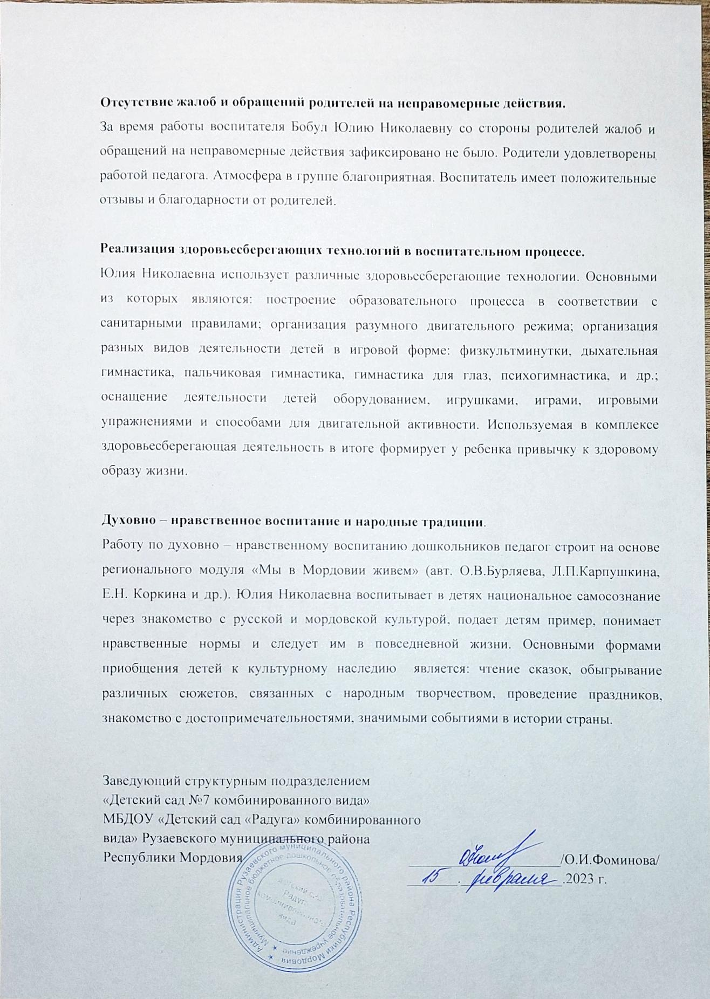 Отсутствие жалоб и обращений родителей на неправомерные действия.
За время работы воспитателя Бобул Юлию Николаевну со стороны родителей жалоб и
обращений на неправомерные действия зафиксировано не было. Родители удовлетворены
работой педагога. Атмосфера в группе благоприятная. Воспитатель имеет положительные
отзывы и благодарности от родителей.
Реализация здоровьесберегающих технологий в воспитательном процессе.
Юлия Николаевна использует различные здоровьесберегающие технологии. Основными
из которых являются: построение образовательного процесса в соответствии с
санитарными правилами; организация разумного двигательного режима; организация
разных видов деятельности детей в игровой форме: физкультминутки, дыхательная
гимнастика, пальчиковая гимнастика, гимнастика для глаз, психогимнастика, и др.;
оснащение деятельности детей оборудованием, игрушками, играми, игровыми
упражнениями и способами для двигательной активности. Используемая в комплексе
здоровьесберегающая деятельность в итоге формирует у ребенка привычку к здоровому
образу жизни.
Духовно – нравственное воспитание и народные традиции.
Работу по духовно – нравственному воспитанию дошкольников педагог строит на основе
регионального модуля «Мы в Мордовии живем» (авт. О.В.Бурляева, Л.П.Карпушкина,
Е.Н. Коркина и др.). Юлия Николаевна воспитывает в детях национальное самосознание
через знакомство с русской и мордовской культурой, подает детям пример, понимает
нравственные нормы и следует им в повседневной жизни. Основными формами
приобщения детей к культурному наследию является: чтение сказок, обыгрывание
различных сюжетов, связанных с народным творчеством, проведение праздников,
знакомство с достопримечательностями, значимыми событиями в истории страны.
Заведующий структурным подразделением
«Детский сад №7 комбинированного вида»
МБДОУ «Детский сад «Радуга» комбинированного
вида» Рузаевского муниципального района
Республики Мордовия /О.И.Фоминова/
15 . февраля .2023 г.
Администрация Рузаевского муниципального района Республики Мордовия
Муниципальное бюджетное дошкольное образовательное учреждение
Детский сад
Радуга
комбинированного
вида